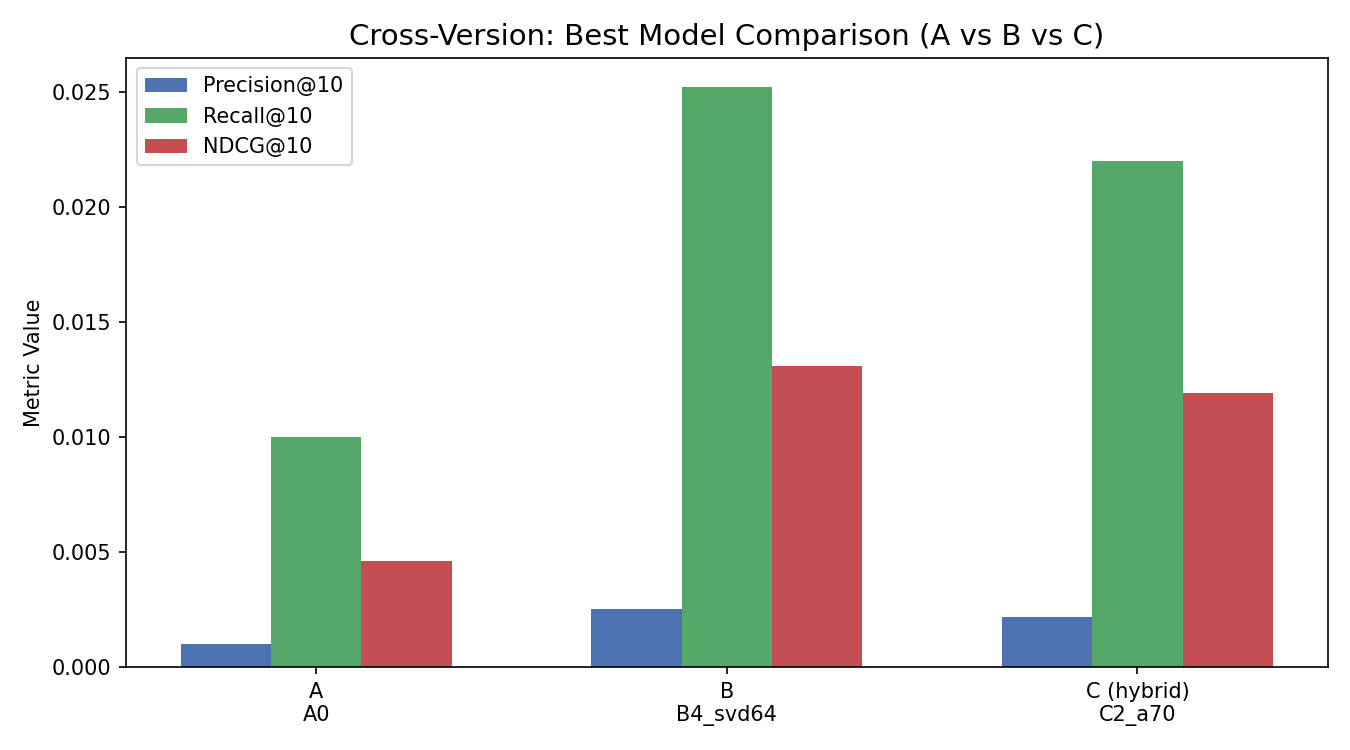 Cross-Version: Best Model Comparison (A vs B vs C)
Precision@10
Recall@10
NDCG@10
Metric Value
0.025
0.020
0.015
0.010
0.005
0.000
A
A0
B
B4_svd64
C (hybrid)
C2_a70